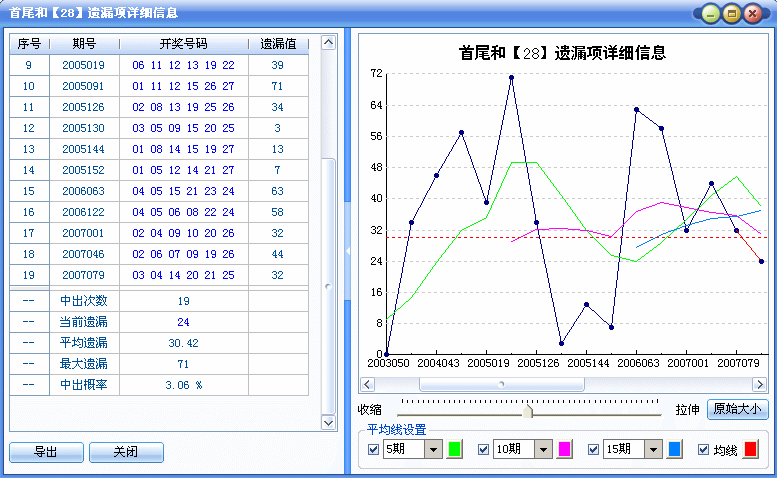 首尾和【28】遗漏项详细信息
序号 期号 开奖号码 遗漏值
9 2005019 06 11 12 13 19 22 39
10 2005091 01 11 12 15 26 27 71
11 2005126 02 08 13 19 25 26 34
12 2005130 03 05 09 15 20 25 3
13 2005144 01 08 14 15 19 27 13
14 2005152 01 05 12 14 21 27 7
15 2006063 04 05 15 21 23 24 63
16 2006122 04 05 06 08 22 24 58
17 2007001 02 04 09 10 20 26 32
18 2007046 02 06 07 09 19 26 44
19 2007079 03 04 14 20 21 25 32
-- 中出次数 19
-- 当前遗漏 24
-- 平均遗漏 30.42
-- 最大遗漏 71
-- 中出概率 3.06 %
导出 关闭
首尾和【28】遗漏项详细信息
72
64
56
48
40
32
24
16
8
0
2003050 2004043 2005019 2005126 2005144 2006063 2007001 2007079
收缩 拉伸 原始大小
平均线设置
5期 10期 15期 均线